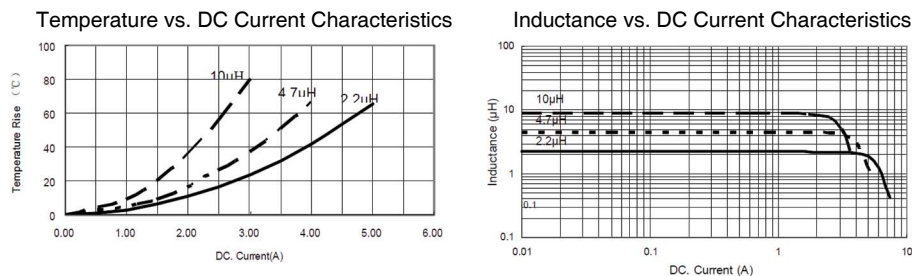 Temperature vs. DC Current Characteristics
Temperature Rise (℃)
100
80
60
40
20
0
10uH
4.7uH
2.2uH
0.00 1.00 2.00 3.00 4.00 5.00 6.00
DC. Current(A)
Inductance vs. DC Current Characteristics
Inductance (µH)
100
10
1
0.1
10µH
4.7µH
2.2µH
0.1
0.01 0.1 1 10
DC. Current (A)